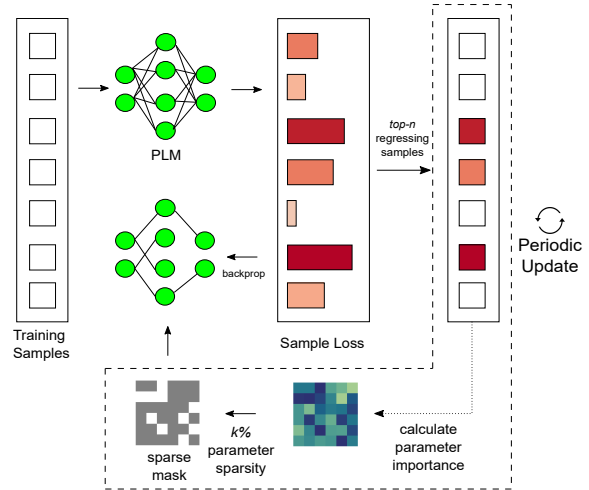 PLM
top-n
regressing
samples
backprop
Periodic
Update
Training
Samples
Sample Loss
calculate
parameter
importance
k%
parameter
sparsity
sparse
mask